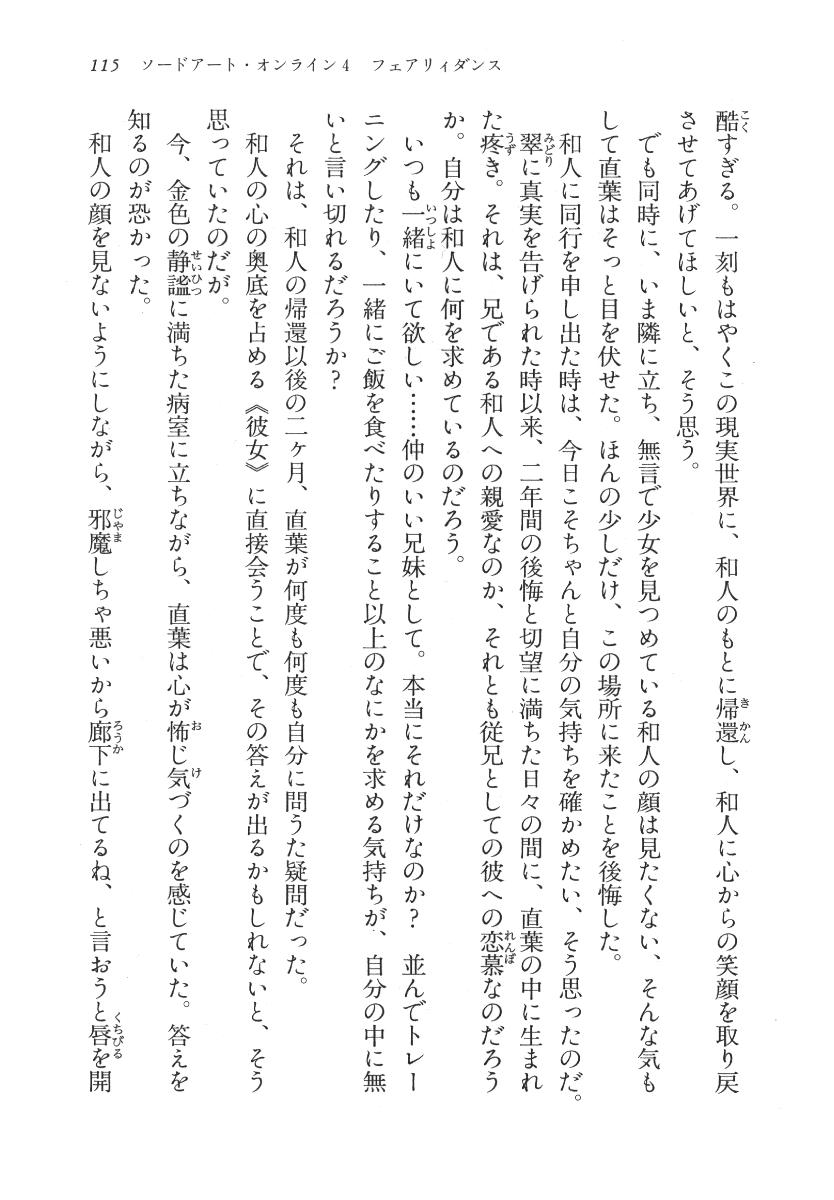 115 ソードアート・オンライン4 フェアリィダンス
酷すぎる。一刻もはやくこの現実世界に、和人のもとに帰還し、和人に心からの笑顔を取り戻
させてあげてほしいと、そう思う。
でも同時に、いま隣に立ち、無言で少女を見つめている和人の顔は見たくない、そんな気も
して直葉はそっと目を伏せた。ほんの少しだけ、この場所に来たことを後悔した。
和人に同行を申し出た時は、今日こそちゃんと自分の気持ちを確かめたい、そう思ったのだ。
翠に真実を告げられた時以来、二年間の後悔と切望に満ちた日々の間に、直葉の中に生まれ
た疼き。それは、兄である和人への親愛なのか、それとも従兄としての彼への恋慕なのだろう
か。自分は和人に何を求めているのだろう。
いつも一緒にいて欲しい……仲のいい兄妹として。本当にそれだけなのか？　並んでトレー
ニングしたり、一緒にご飯を食べたりすること以上のなにかを求める気持ちが、自分の中に無
いと言い切れるだろうか？
それは、和人の帰還以後の二ヶ月、直葉が何度も何度も自分に問うた疑問だった。
和人の心の奥底を占める《彼女》に直接会うことで、その答えが出るかもしれないと、そう
思っていたのだが。
今、金色の静謐に満ちた病室に立ちながら、直葉は心が怖じ気づくのを感じていた。答えを
知るのが恐かった。
和人の顔を見ないようにしながら、邪魔しちゃ悪いから廊下に出てるね、と言おうと唇を開